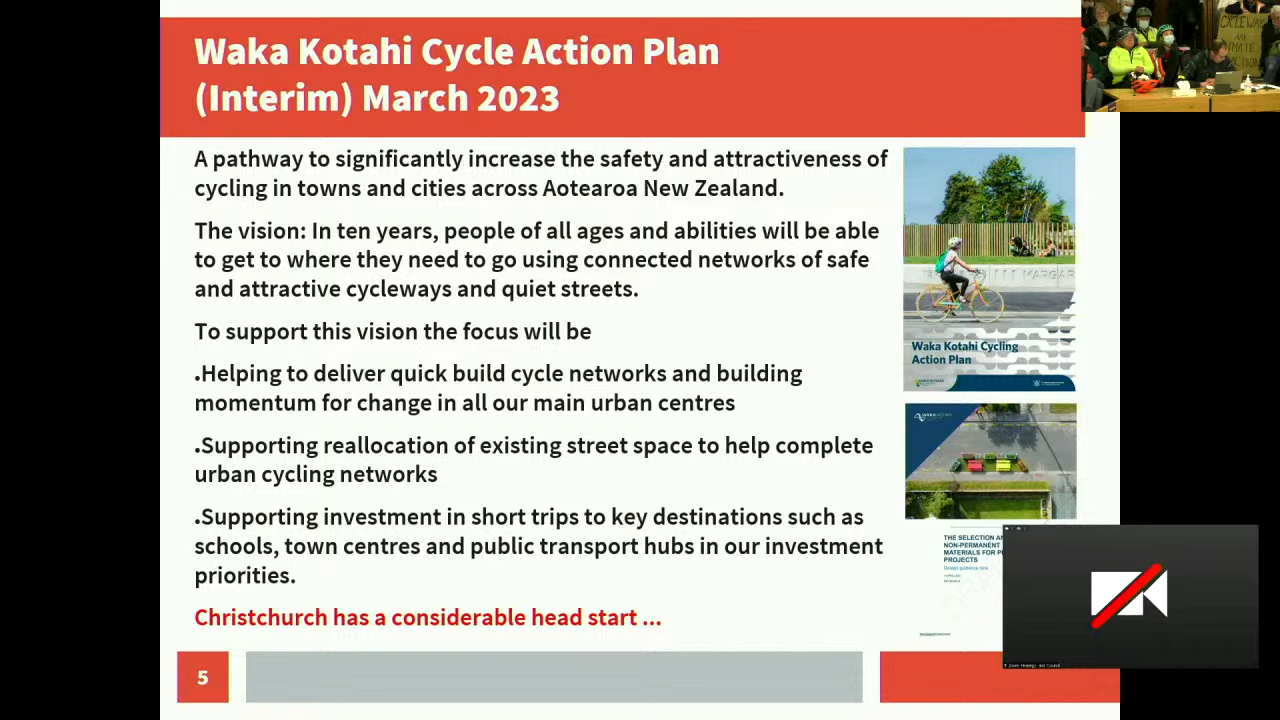 Waka Kotahi Cycle Action Plan
(Interim) March 2023
A pathway to significantly increase the safety and attractiveness of
cycling in towns and cities across Aotearoa New Zealand.
The vision: In ten years, people of all ages and abilities will be able
to get to where they need to go using connected networks of safe
and attractive cycleways and quiet streets.
To support this vision the focus will be
.Helping to deliver quick build cycle networks and building
momentum for change in all our main urban centres
.Supporting reallocation of existing street space to help complete
urban cycling networks
.Supporting investment in short trips to key destinations such as
schools, town centres and public transport hubs in our investment
priorities.
Christchurch has a considerable head start ...
5
CYCLEWAYS
ARE
Waka Kotahi Cycling
Action Plan
THE SELECTION
NON-PERMANENT
MATERIALS FOR
PROJECTS
Design guidance note